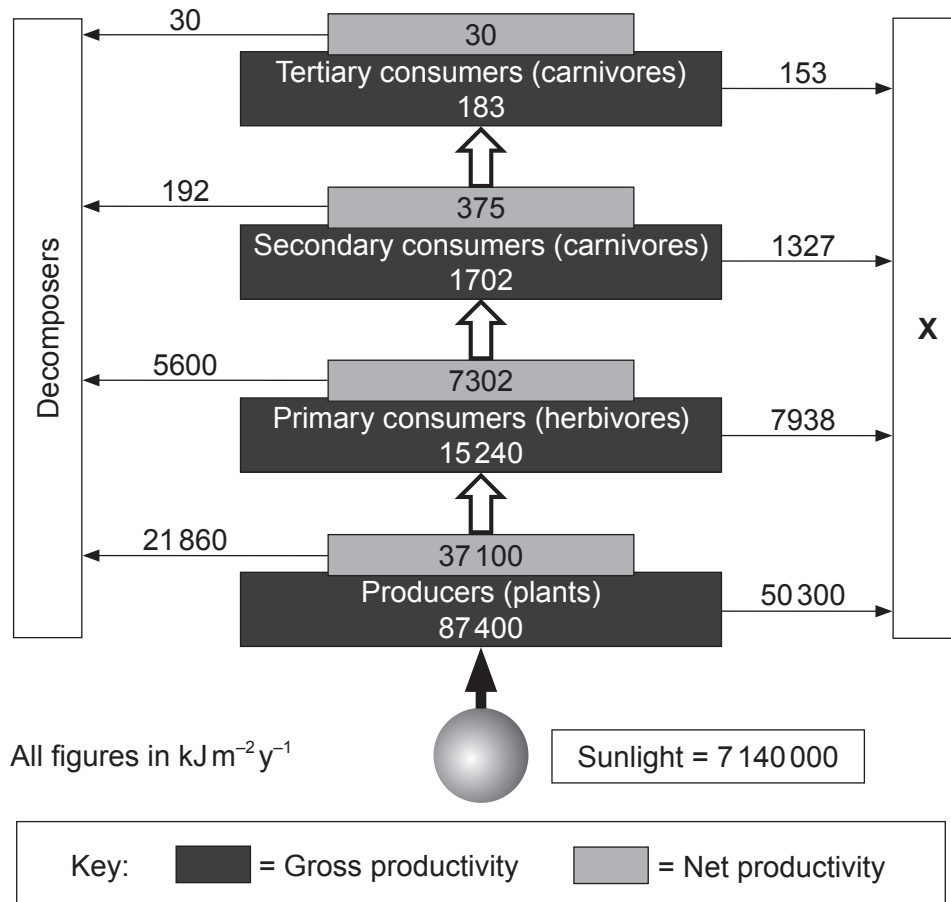 30
30
Tertiary consumers (carnivores)
183
153
192
375
Secondary consumers (carnivores)
1702
1327
Decomposers
X
5600
7302
Primary consumers (herbivores)
15 240
7938
21 860
37 100
Producers (plants)
87 400
50 300
All figures in kJ m⁻² y⁻¹
Sunlight = 7 140 000
Key: = Gross productivity = Net productivity